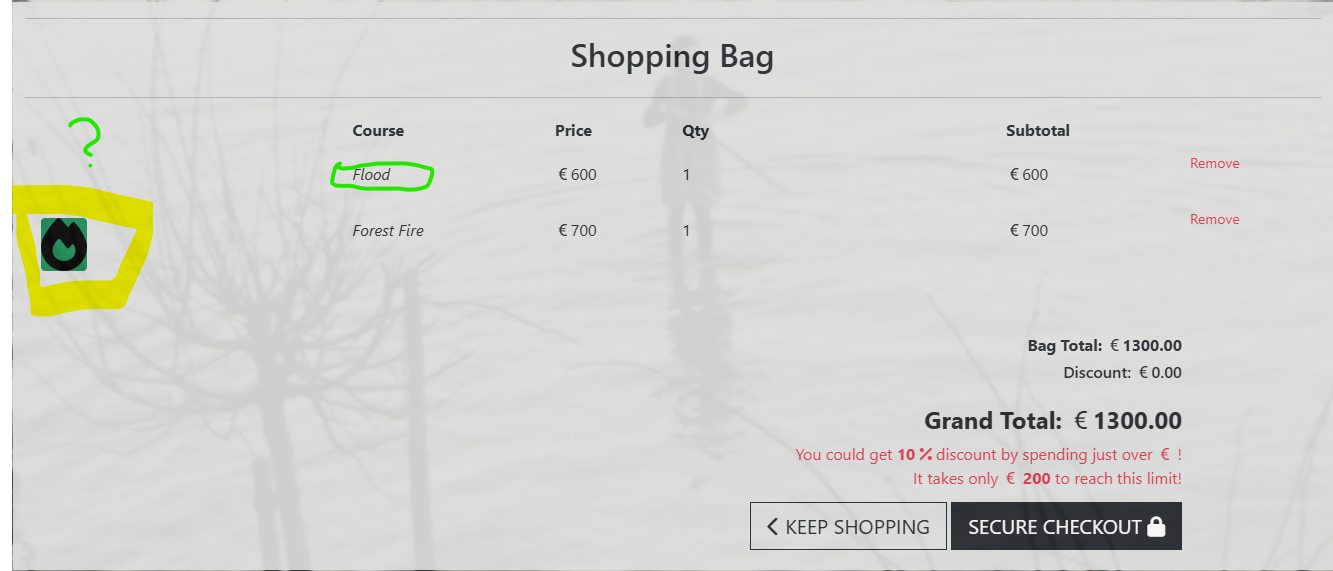 Shopping Bag
?
Course Price Qty Subtotal
Flood € 600 1 € 600 Remove
Forest Fire € 700 1 € 700 Remove
Bag Total: € 1300.00
Discount: € 0.00
Grand Total: € 1300.00
You could get 10 % discount by spending just over € !
It takes only € 200 to reach this limit!
KEEP SHOPPING SECURE CHECKOUT